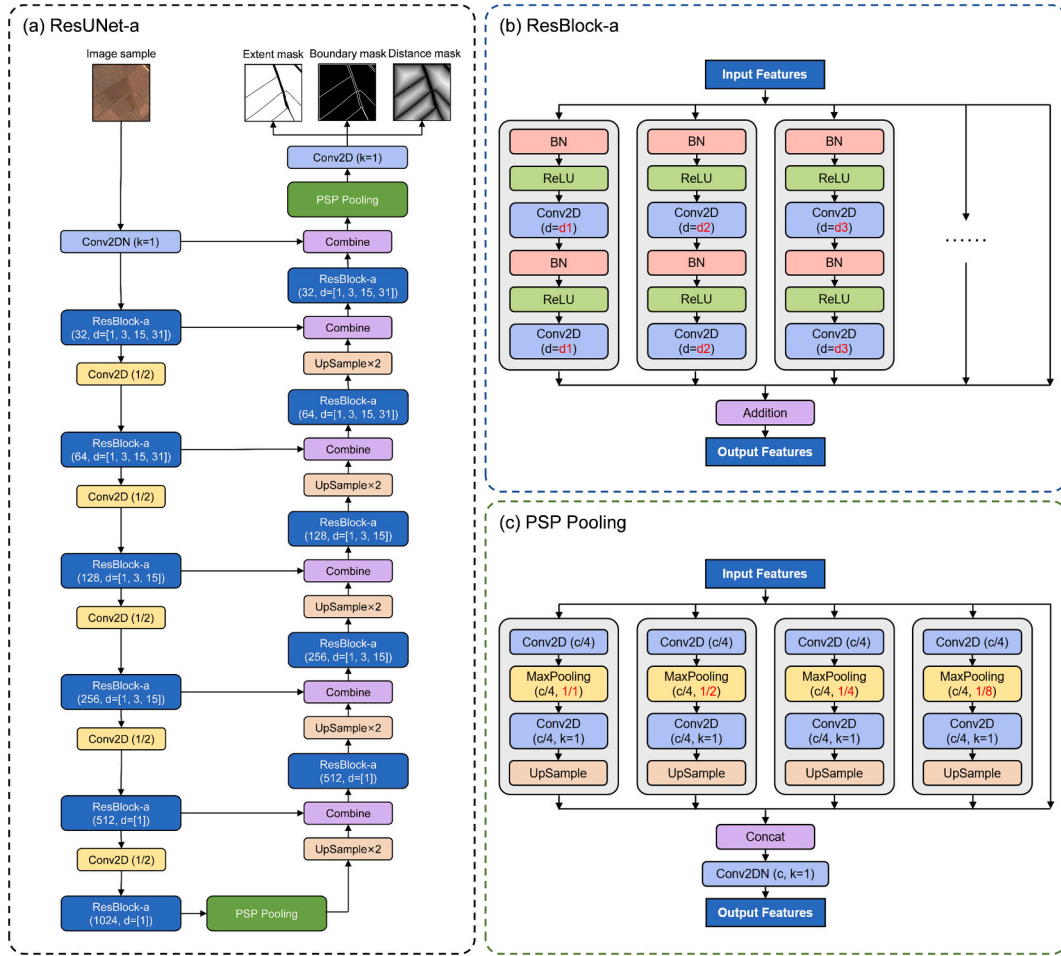 (a) ResUNet-a
Image sample
Extent mask
Boundary mask
Distance mask
Conv2D (k=1)
PSP Pooling
Conv2DN (k=1)
Combine
ResBlock-a
(32, d=[1, 3, 15, 31])
ResBlock-a
(32, d=[1, 3, 15, 31])
Combine
Conv2D (1/2)
UpSample×2
ResBlock-a
(64, d=[1, 3, 15, 31])
ResBlock-a
(64, d=[1, 3, 15, 31])
Combine
Conv2D (1/2)
UpSample×2
ResBlock-a
(128, d=[1, 3, 15])
ResBlock-a
(128, d=[1, 3, 15])
Combine
Conv2D (1/2)
UpSample×2
ResBlock-a
(256, d=[1, 3, 15])
ResBlock-a
(256, d=[1, 3, 15])
Combine
Conv2D (1/2)
UpSample×2
ResBlock-a
(512, d=[1])
ResBlock-a
(512, d=[1])
Combine
Conv2D (1/2)
UpSample×2
ResBlock-a
(1024, d=[1])
PSP Pooling
(b) ResBlock-a
Input Features
BN
ReLU
Conv2D
(d=d1)
BN
ReLU
Conv2D
(d=d1)
BN
ReLU
Conv2D
(d=d2)
BN
ReLU
Conv2D
(d=d2)
BN
ReLU
Conv2D
(d=d3)
BN
ReLU
Conv2D
(d=d3)
......
Addition
Output Features
(c) PSP Pooling
Input Features
Conv2D (c/4)
MaxPooling
(c/4, 1/1)
Conv2D
(c/4, k=1)
UpSample
Conv2D (c/4)
MaxPooling
(c/4, 1/2)
Conv2D
(c/4, k=1)
UpSample
Conv2D (c/4)
MaxPooling
(c/4, 1/4)
Conv2D
(c/4, k=1)
UpSample
Conv2D (c/4)
MaxPooling
(c/4, 1/8)
Conv2D
(c/4, k=1)
UpSample
Concat
Conv2DN (c, k=1)
Output Features